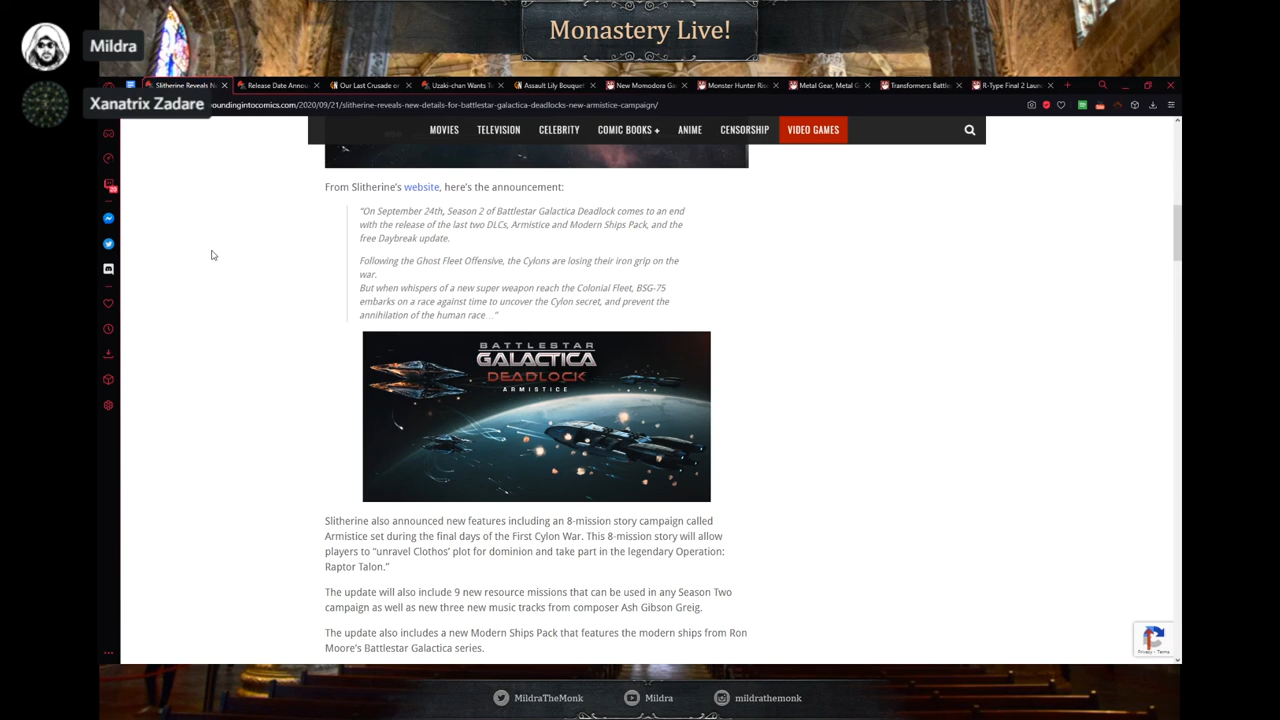 Monastery Live!
Mildra
Xanatrix Zadare
Slitherine Reveals Ne
Release Date Annou
Our Last Crusade or
Uzaki-chan Wants T
Assault Lily Bouquet
New Momodora Ga
Monster Hunter Ris
Metal Gear, Metal G
Transformers: Battle
R-Type Final 2 Laun
oundingintocomics.com/2020/09/21/slitherine-reveals-new-details-for-battlestar-galactica-deadlocks-new-armistice-campaign/
MOVIES TELEVISION CELEBRITY COMIC BOOKS + ANIME CENSORSHIP VIDEO GAMES
From Slitherine's website, here's the announcement:
"On September 24th, Season 2 of Battlestar Galactica Deadlock comes to an end
with the release of the last two DLCs, Armistice and Modern Ships Pack, and the
free Daybreak update.
Following the Ghost Fleet Offensive, the Cylons are losing their iron grip on the
war.
But when whispers of a new super weapon reach the Colonial Fleet, BSG-75
embarks on a race against time to uncover the Cylon secret, and prevent the
annihilation of the human race…"
BATTLESTAR
GALACTICA
DEADLOCK
ARMISTICE
Slitherine also announced new features including an 8-mission story campaign called
Armistice set during the final days of the First Cylon War. This 8-mission story will allow
players to "unravel Clothos' plot for dominion and take part in the legendary Operation:
Raptor Talon."
The update will also include 9 new resource missions that can be used in any Season Two
campaign as well as new three new music tracks from composer Ash Gibson Greig.
The update also includes a new Modern Ships Pack that features the modern ships from Ron
Moore's Battlestar Galactica series.
Privacy - Terms
MildraTheMonk
Mildra
mildrathemonk